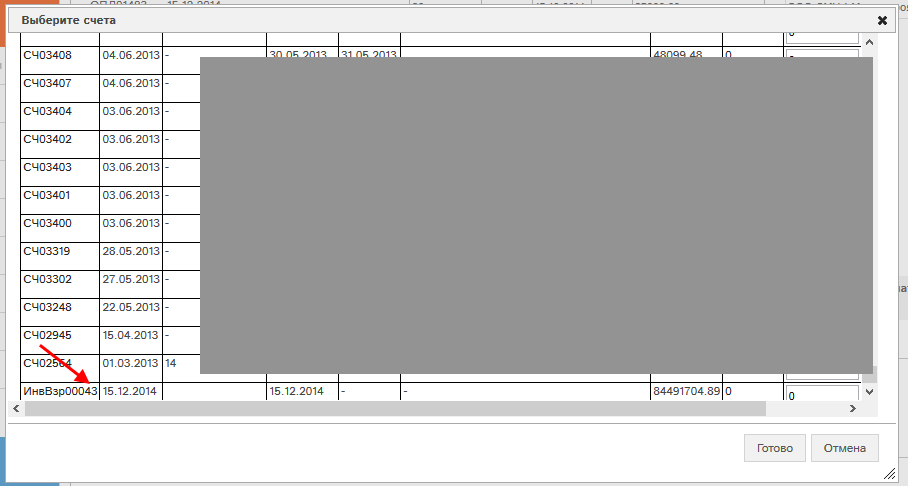 Выберите счета
СЧ03408 04.06.2013 - 30.05.2013 31.05.2013 48099.48 0
СЧ03407 04.06.2013 -
СЧ03404 03.06.2013 -
СЧ03402 03.06.2013 -
СЧ03403 03.06.2013 -
СЧ03401 03.06.2013 -
СЧ03400 03.06.2013 -
СЧ03319 28.05.2013 -
СЧ03302 27.05.2013 -
СЧ03248 22.05.2013 -
СЧ02945 15.04.2013 -
СЧ02564 01.03.2013 14
ИнвВзр00043 15.12.2014 15.12.2014 - - 84491704.89 0 0
Готово Отмена